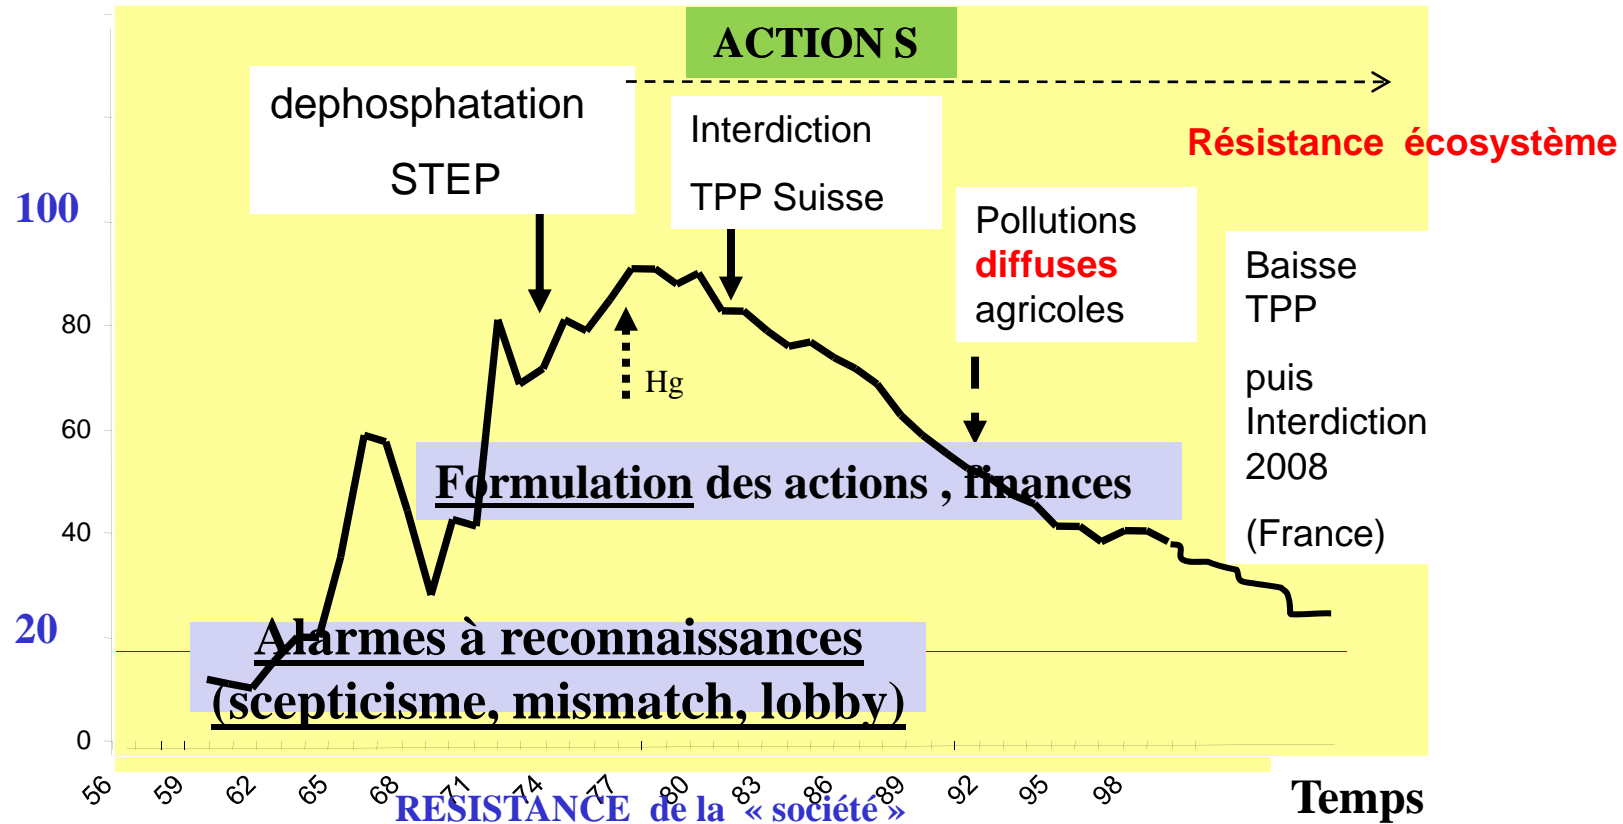 ACTION S
dephosphatation
STEP
Interdiction
TPP Suisse
Résistance écosystème
100
Pollutions
diffuses
agricoles
Baisse
TPP
puis
Interdiction
2008
(France)
80
Hg
60
Formulation des actions , finances
40
20
Alarmes à reconnaissances
(scepticisme, mismatch, lobby)
0
56 59 62 65 68 71 74 77 80 83 86 89 92 95 98
Temps
RESISTANCE de la « société »